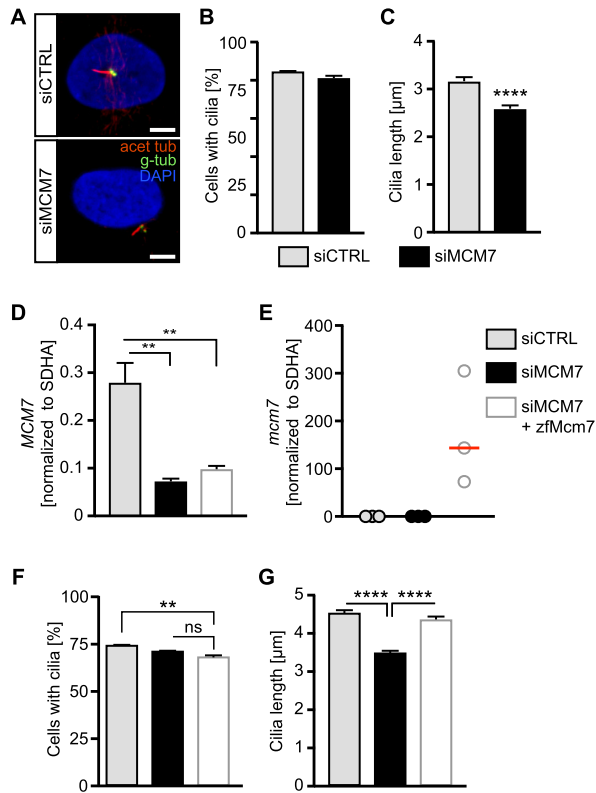 A
siCTRL
siMCM7
acet tub
g-tub
DAPI
B
Cells with cilia [%]
100
75
50
25
0
C
Cilia length [µm]
4
3
2
1
0
****
siCTRL
siMCM7
D
MCM7
[normalized to SDHA]
0.4
0.3
0.2
0.1
0
**
**
E
mcm7
[normalized to SDHA]
400
300
200
100
0
siCTRL
siMCM7
siMCM7
+ zfMcm7
F
Cells with cilia [%]
100
75
50
25
0
**
ns
G
Cilia length [µm]
5
4
3
2
1
0
****
****